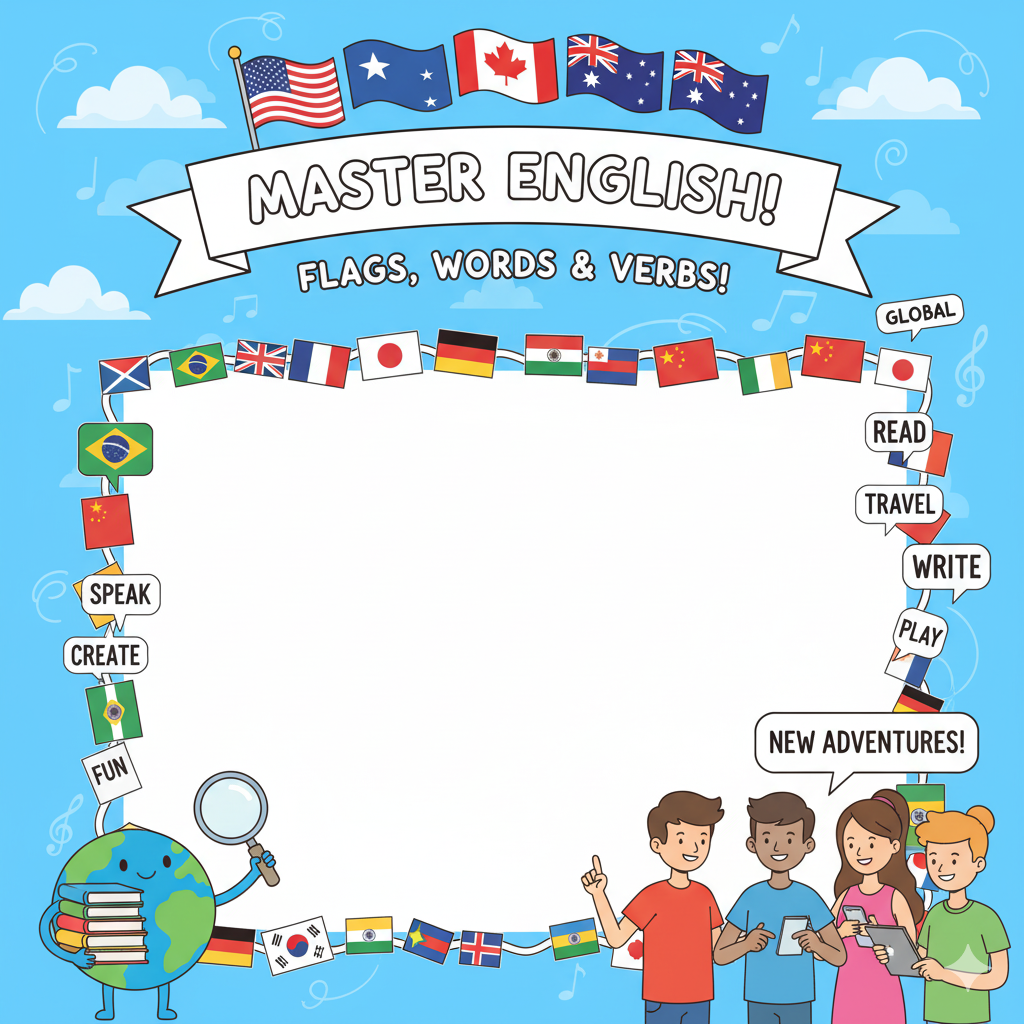 MASTER ENGLISH!
FLAGS, WORDS & VERBS!
GLOBAL
READ
TRAVEL
WRITE
SPEAK
PLAY
CREATE
NEW ADVENTURES!
FUN